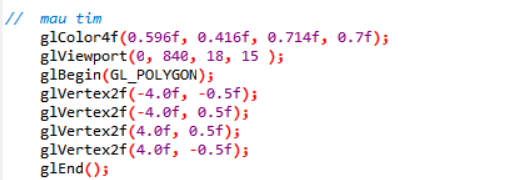 //  mau tim
glColor4f(0.596f, 0.416f, 0.714f, 0.7f);
glViewport(0, 840, 18, 15 );
glBegin(GL_POLYGON);
glVertex2f(-4.0f, -0.5f);
glVertex2f(-4.0f, 0.5f);
glVertex2f(4.0f, 0.5f);
glVertex2f(4.0f, -0.5f);
glEnd();